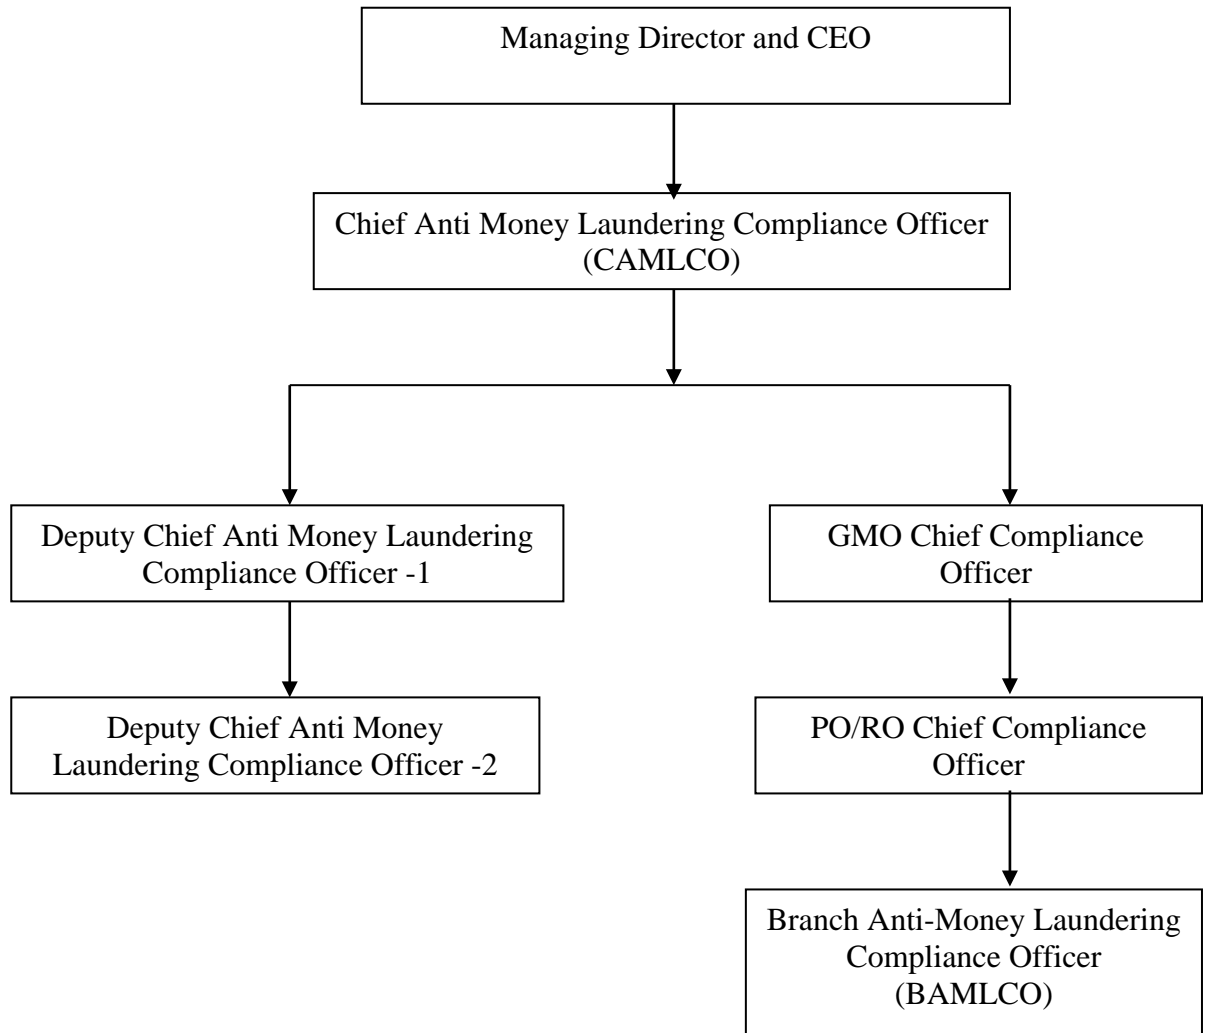 Managing Director and CEO
Chief Anti Money Laundering Compliance Officer
(CAMLCO)
Deputy Chief Anti Money Laundering
Compliance Officer -1
GMO Chief Compliance
Officer
Deputy Chief Anti Money
Laundering Compliance Officer -2
PO/RO Chief Compliance
Officer
Branch Anti-Money Laundering
Compliance Officer
(BAMLCO)